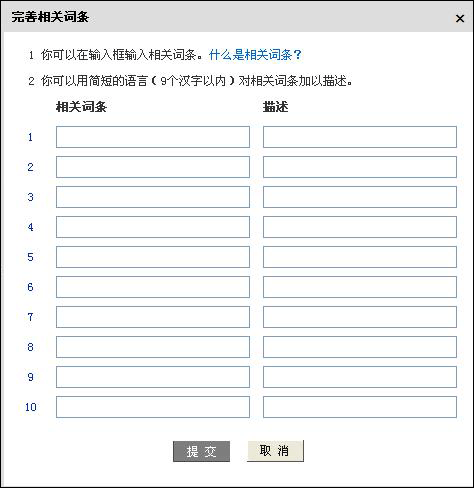 完善相关词条 ×
1 你可以在输入框输入相关词条。什么是相关词条？
2 你可以用简短的语言（9个汉字以内）对相关词条加以描述。
相关词条 描述
1
2
3
4
5
6
7
8
9
10
提 交 取 消